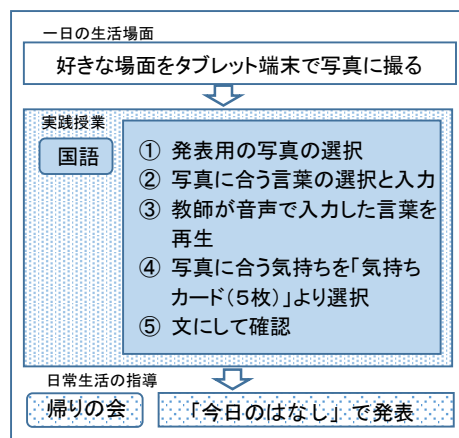 一日の生活場面
好きな場面をタブレット端末で写真に撮る
実践授業
国語
① 発表用の写真の選択
② 写真に合う言葉の選択と入力
③ 教師が音声で入力した言葉を
再生
④ 写真に合う気持ちを「気持ち
カード（５枚）」より選択
⑤ 文にして確認
日常生活の指導
帰りの会
「今日のはなし」で発表